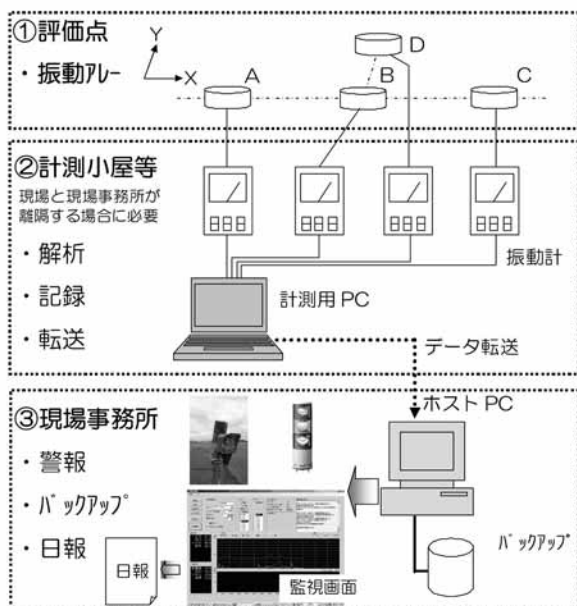 ①評価点
・振動ｱﾚｰ
Y
X
A
B
C
D
②計測小屋等
現場と現場事務所が
離隔する場合に必要
・解析
・記録
・転送
振動計
計測用 PC
データ転送
③現場事務所
・警報
・ﾊﾞｯｸｱｯﾌﾟ
・日報
ホスト PC
日報
監視画面
ﾊﾞｯｸｱｯﾌﾟ